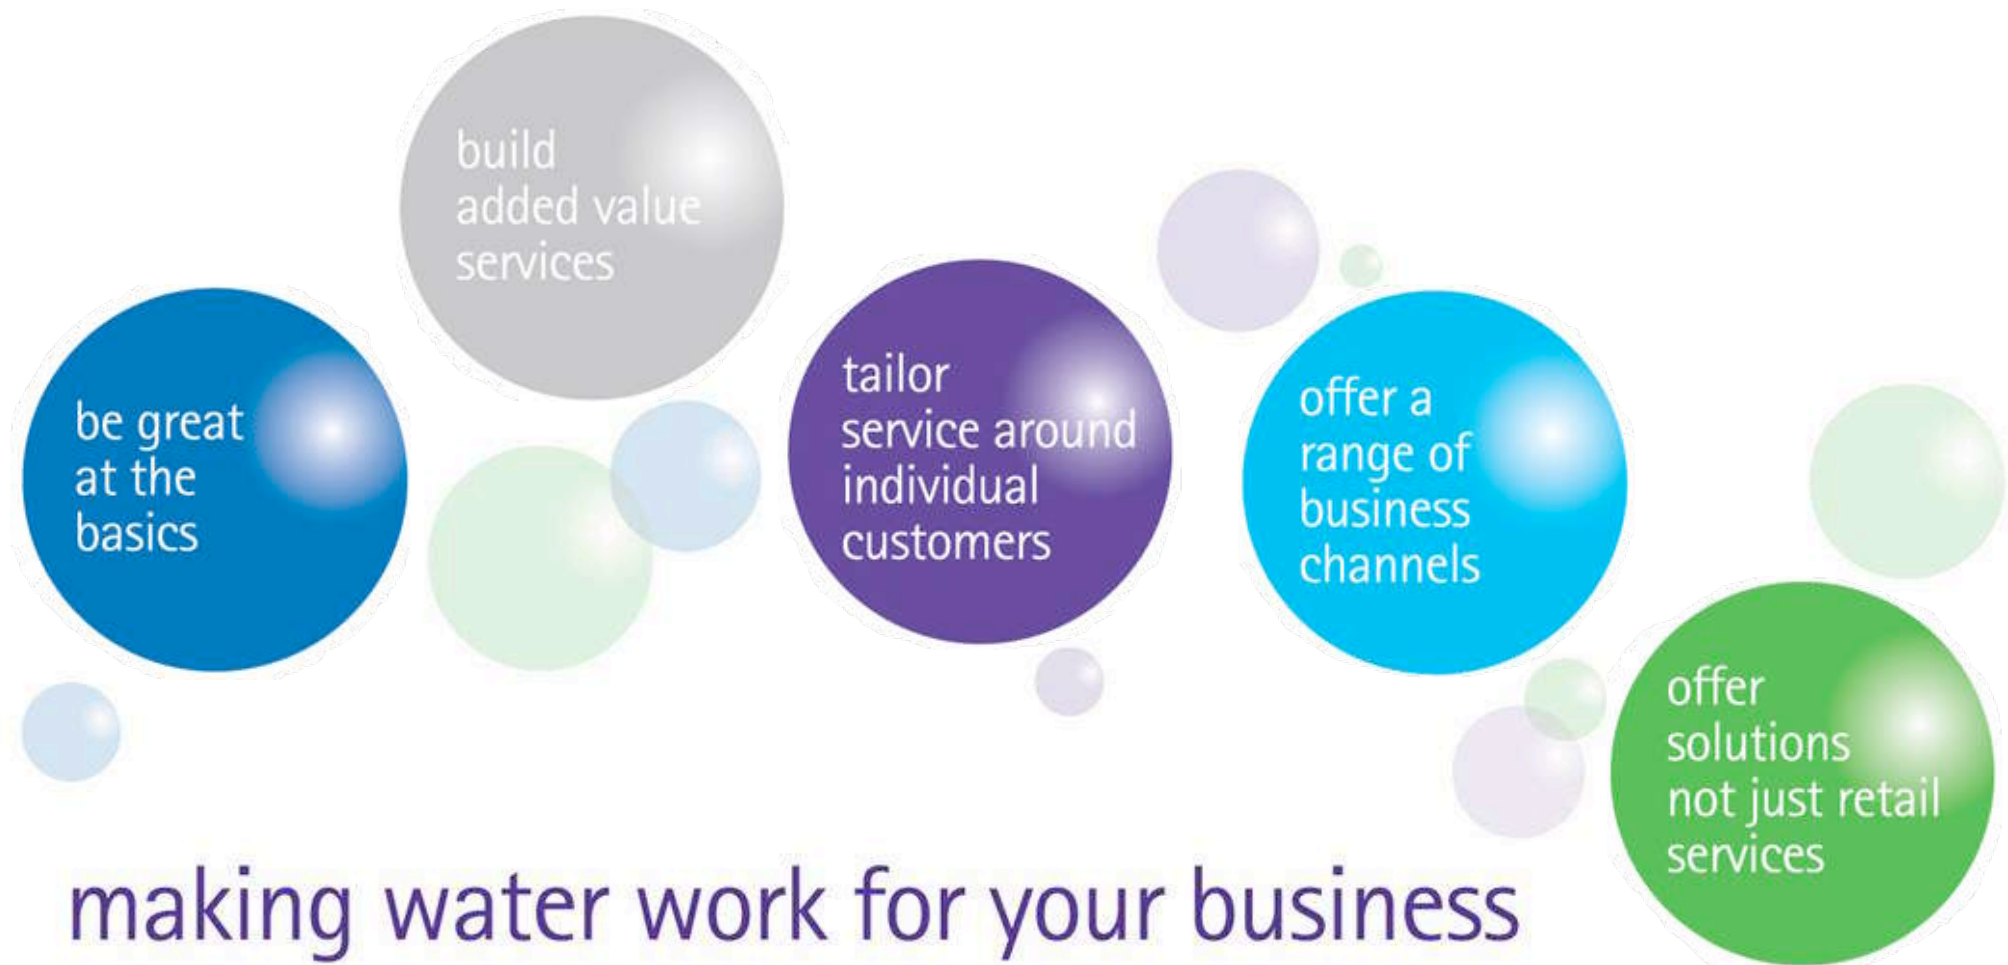 be great
at the
basics
build
added value
services
tailor
service around
individual
customers
offer a
range of
business
channels
offer
solutions
not just retail
services
making water work for your business